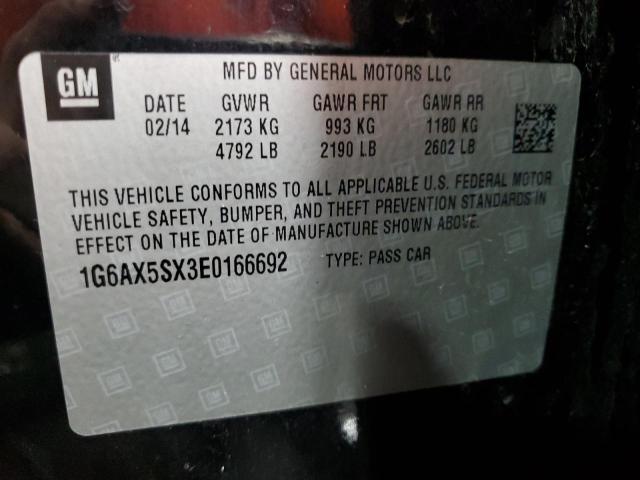 GM
MFD BY GENERAL MOTORS LLC
DATE GVWR GAWR FRT GAWR RR
02/14 2173 KG 993 KG 1180 KG
4792 LB 2190 LB 2602 LB
THIS VEHICLE CONFORMS TO ALL APPLICABLE U.S. FEDERAL MOTOR
VEHICLE SAFETY, BUMPER, AND THEFT PREVENTION STANDARDS IN
EFFECT ON THE DATE OF MANUFACTURE SHOWN ABOVE.
1G6AX5SX3E0166692 TYPE: PASS CAR